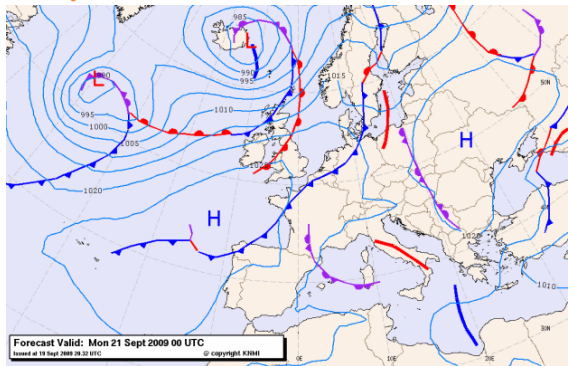 985
L
990
995
1015
L
990
995
1000
1005
1010
1020
50N
H
H
1010
30N
0E
10E
20E
Forecast Valid: Mon 21 Sept 2009 00 UTC
Issued at 19 Sept 2009 20.32 UTC @ copyright KNMI